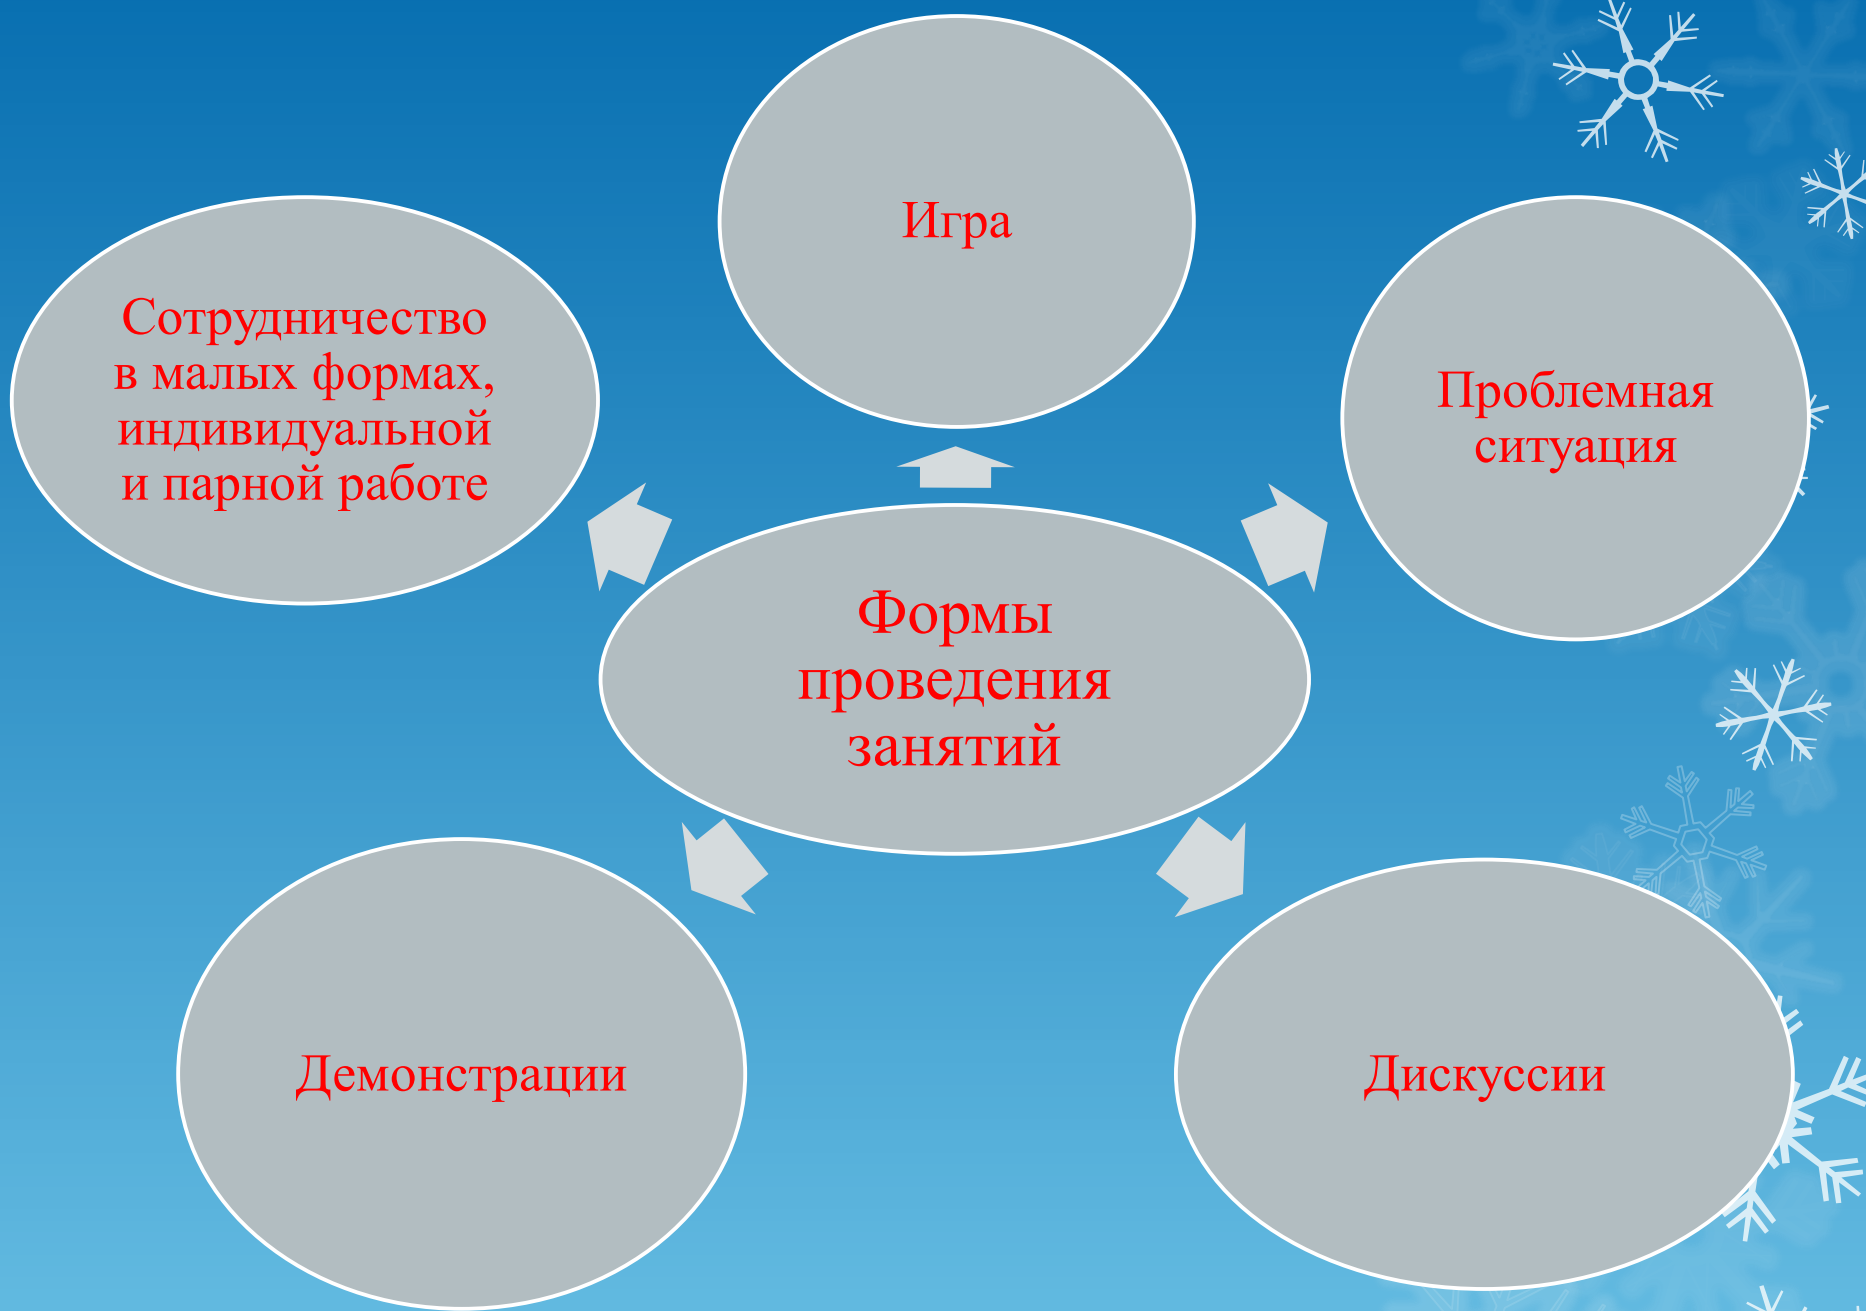 Игра
Сотрудничество
в малых формах,
индивидуальной
и парной работе
Проблемная
ситуация
Формы
проведения
занятий
Демонстрации
Дискуссии